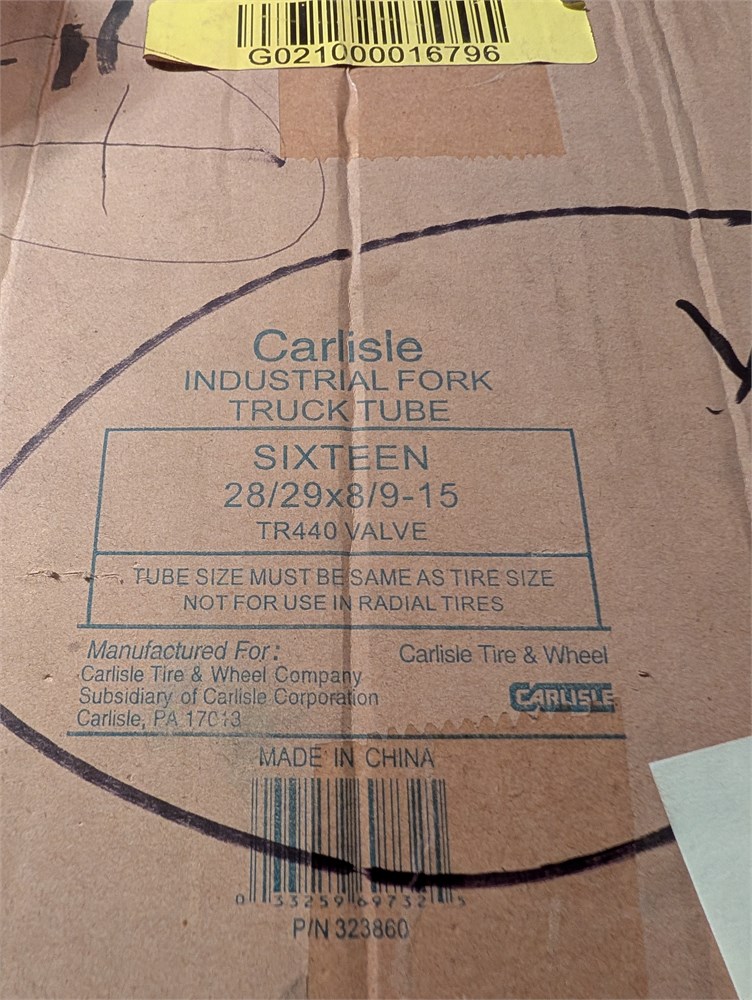 G021000016796
Carlisle
INDUSTRIAL FORK
TRUCK TUBE
SIXTEEN
28/29x8/9-15
TR440 VALVE
TUBE SIZE MUST BE SAME AS TIRE SIZE
NOT FOR USE IN RADIAL TIRES
Manufactured For:
Carlisle Tire & Wheel
Carlisle Tire & Wheel Company
Subsidiary of Carlisle Corporation
CARLISLE
Carlisle, PA 17013
MADE IN CHINA
0 33259 69732 5
P/N 323860